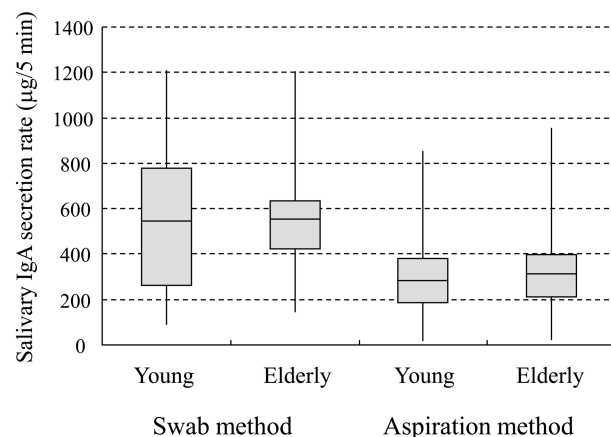 Salivary IgA secretion rate (µg/5 min)
1400
1200
1000
800
600
400
200
0
Young Elderly Young Elderly
Swab method Aspiration method